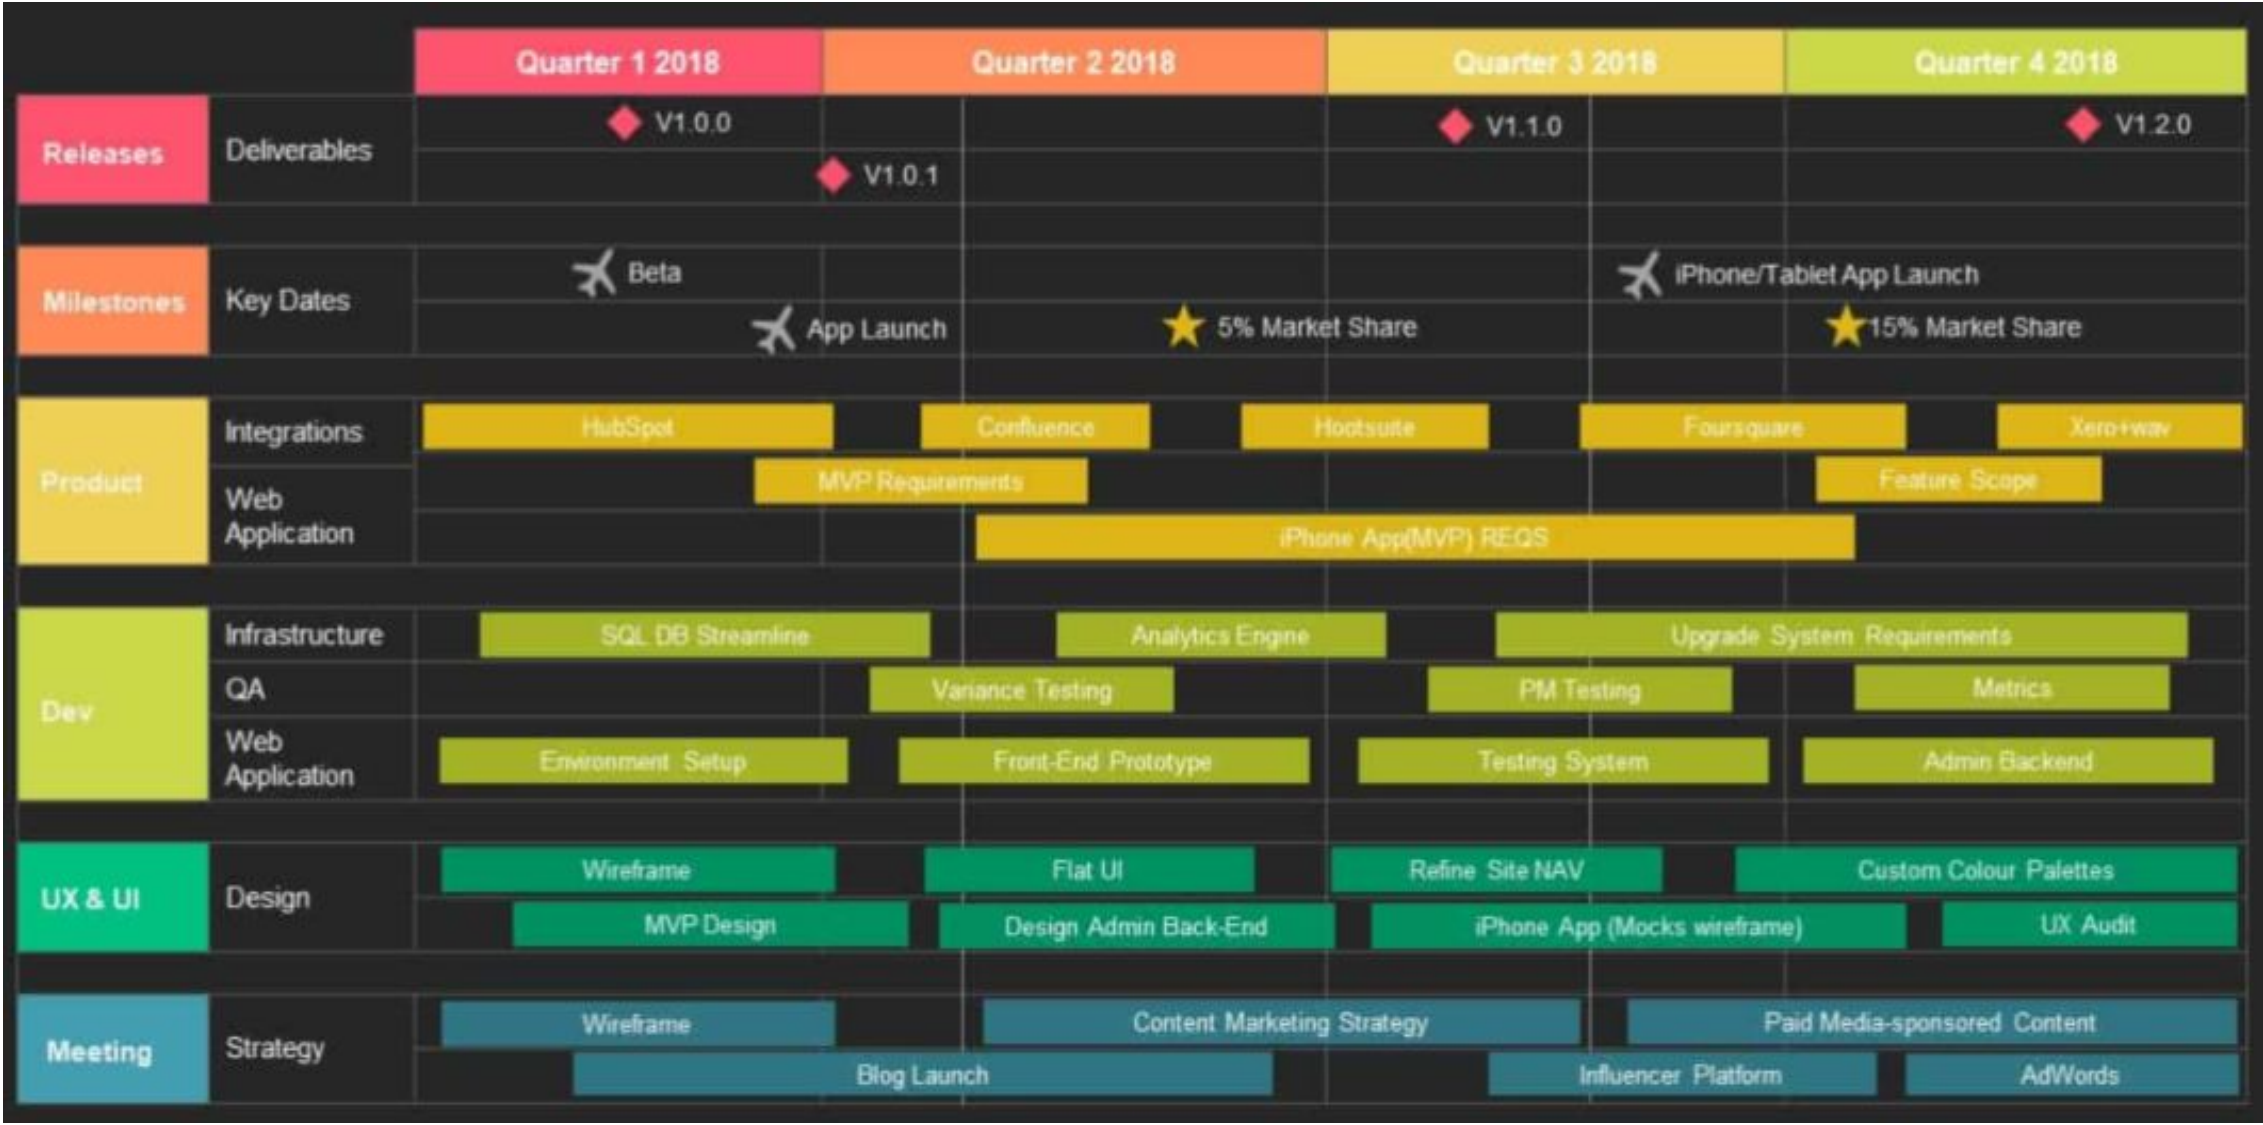 Quarter 1 2018
Quarter 2 2018
Quarter 3 2018
Quarter 4 2018
Releases
Deliverables
V1.0.0
V1.1.0
V1.2.0
V1.0.1
Milestones
Key Dates
Beta
iPhone/Tablet App Launch
App Launch
5% Market Share
15% Market Share
Product
Integrations
HubSpot
Confluence
Hootsuite
Foursquare
Xero+wav
Web
Application
MVP Requirements
Feature Scope
iPhone App(MVP) REQS
Dev
Infrastructure
SQL DB Streamline
Analytics Engine
Upgrade System Requirements
QA
Variance Testing
PM Testing
Metrics
Web
Application
Environment Setup
Front-End Prototype
Testing System
Admin Backend
UX & UI
Design
Wireframe
Flat UI
Refine Site NAV
Custom Colour Palettes
MVP Design
Design Admin Back-End
iPhone App (Mocks wireframe)
UX Audit
Meeting
Strategy
Wireframe
Content Marketing Strategy
Paid Media-sponsored Content
Blog Launch
Influencer Platform
AdWords